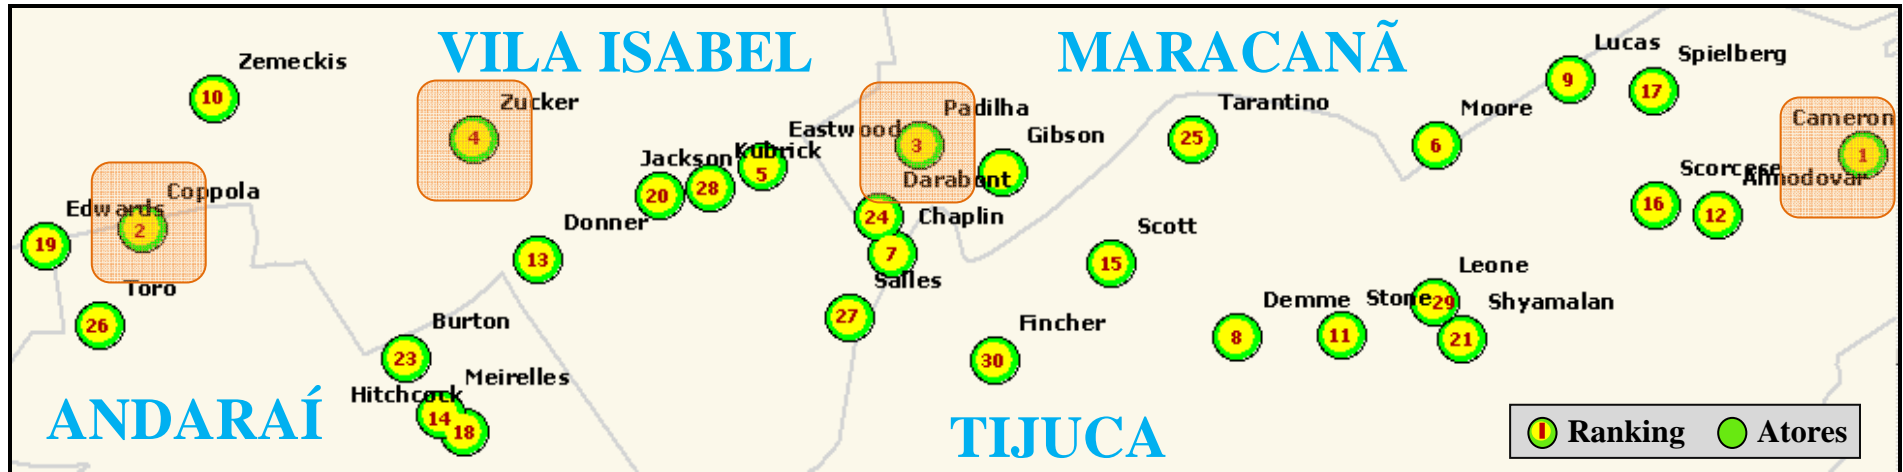 VILA ISABEL
MARACANÃ
Lucas
9
Spielberg
17
Zemeckis
10
Zucker
4
Padilha
3
Tarantino
25
Moore
6
Cameron
1
Eastwood
5
Gibson
Kubrick
28
Jackson
20
Scorcese
16
Almodovar
12
Darabont
24
Coppola
2
Edwards
19
Chaplin
7
Donner
13
Scott
15
Leone
29
Salles
27
Toro
26
Demme
8
Stone
11
Shyamalan
21
Burton
23
Fincher
30
Meirelles
18
Hitchcock
14
ANDARAÍ
TIJUCA
1 Ranking
Atores